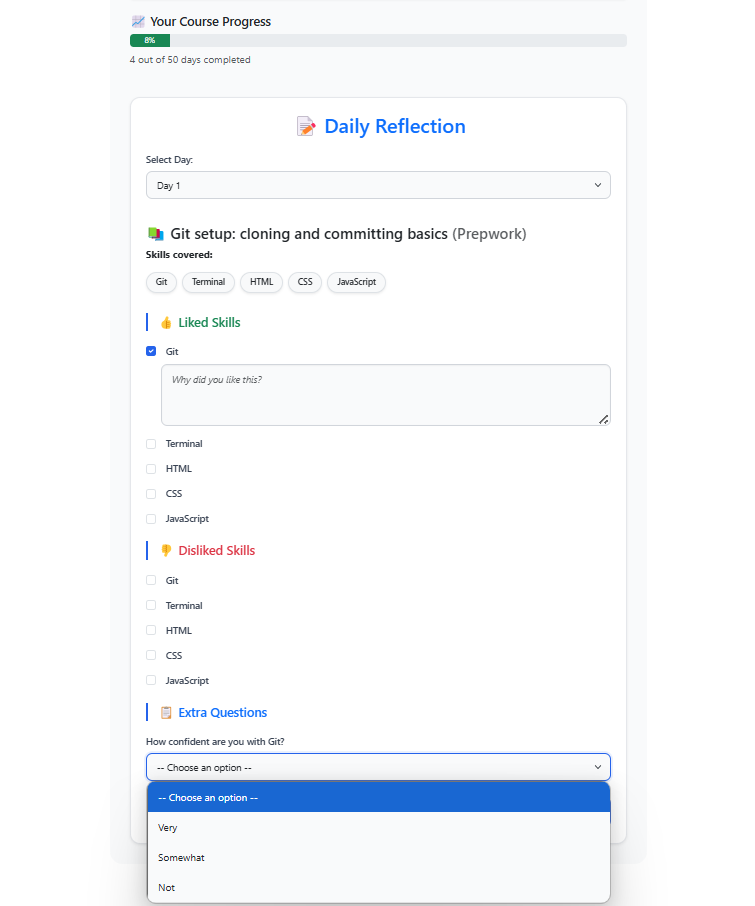 Your Course Progress
8%
4 out of 50 days completed
Daily Reflection
Select Day:
Day 1
Git setup: cloning and committing basics (Prepwork)
Skills covered:
Git Terminal HTML CSS JavaScript
Liked Skills
Git
Why did you like this?
Terminal
HTML
CSS
JavaScript
Disliked Skills
Git
Terminal
HTML
CSS
JavaScript
Extra Questions
How confident are you with Git?
-- Choose an option --
-- Choose an option --
Very
Somewhat
Not